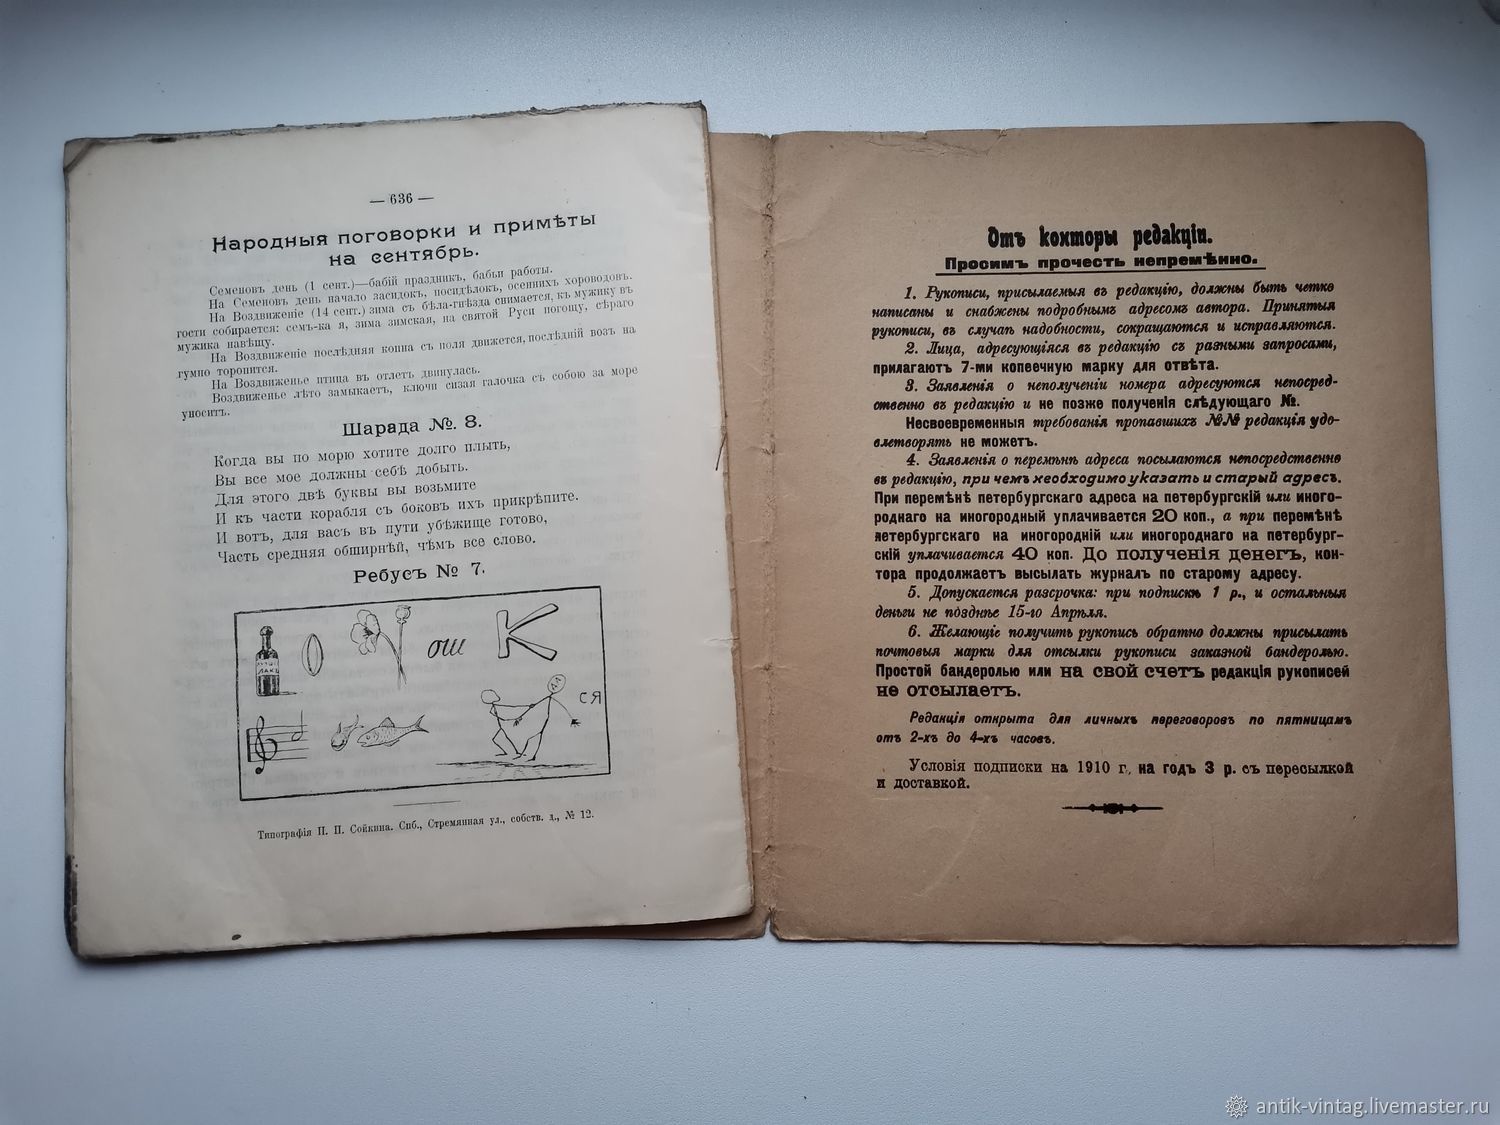 — 636 —
Народныя поговорки и примѣты
на сентябрь.
Семеновъ день (1 сент.)—бабій праздникъ, бабьи работы.
На Семеновъ день начало засидокъ, посидѣлокъ, осеннихъ хороводовъ.
На Воздвиженіе (14 сент.) зима съ бѣла-гнѣзда снимается, къ мужику въ
гости собирается: семъ-ка я, зима зимская, на святой Руси погощу, сѣраго
мужика навѣщу.
На Воздвиженіе послѣдняя копна съ поля движется, послѣдній возъ на
гумно торопится.
На Воздвиженье птица въ отлетъ двинулась.
Воздвиженье лѣто замыкаетъ, ключи сизая галочка съ собою за море
уноситъ.
Шарада №. 8.
Когда вы по морю хотите долго плыть,
Вы все мое должны себѣ добыть.
Для этого двѣ буквы вы возьмите
И къ части корабля съ боковъ ихъ прикрѣпите.
И вотъ, для васъ въ пути убѣжище готово,
Часть средняя обширнѣй, чѣмъ все слово.
Ребусъ № 7.
ош К
ЛАКЪ
ДА
СЯ
Типографія П. П. Сойкина. Спб., Стремянная ул., собств. д., № 12.
Отъ конторы редакціи.
Просимъ прочесть непремѣнно.
1. Рукописи, присылаемыя въ редакцію, должны быть четко
написаны и снабжены подробнымъ адресомъ автора. Принятыя
рукописи, въ случаѣ надобности, сокращаются и исправляются.
2. Лица, адресующіяся въ редакцію съ разными запросами,
прилагаютъ 7-ми копеечную марку для отвѣта.
3. Заявленія о неполученіи номера адресуются непосред-
ственно въ редакцію и не позже полученія слѣдующаго №.
Несвоевременныя требованія пропавшихъ №№ редакція удо-
влетворять не можетъ.
4. Заявленія о перемѣнѣ адреса посылаются непосредственно
въ редакцію, при чемъ необходимо указать и старый адресъ.
При перемѣнѣ петербургскаго адреса на петербургскій или иного-
роднаго на иногородный уплачивается 20 коп., а при перемѣнѣ
петербургскаго на иногородній или иногороднаго на петербург-
скій уплачивается 40 коп. До полученія денегъ, кон-
тора продолжаетъ высылать журналъ по старому адресу.
5. Допускается разсрочка: при подпискѣ 1 р., и остальныя
деньги не позднѣе 15-го Апрѣля.
6. Желающіе получить рукопись обратно должны присылать
почтовыя марки для отсылки рукописи заказной бандеролью.
Простой бандеролью или на свой счетъ редакція рукописей
не отсылаетъ.
Редакція открыта для личныхъ переговоровъ по пятницамъ
отъ 2-хъ до 4-хъ часовъ.
Условія подписки на 1910 г., на годъ 3 р. съ пересылкой
и доставкой.
antik-vintag.livemaster.ru